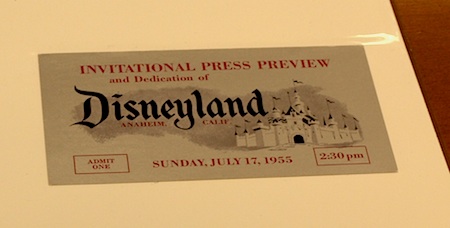 INVITATIONAL PRESS PREVIEW
and Dedication of
Disneyland
ANAHEIM, CALIF.
ADMIT
ONE
SUNDAY, JULY 17, 1955
2:30 pm